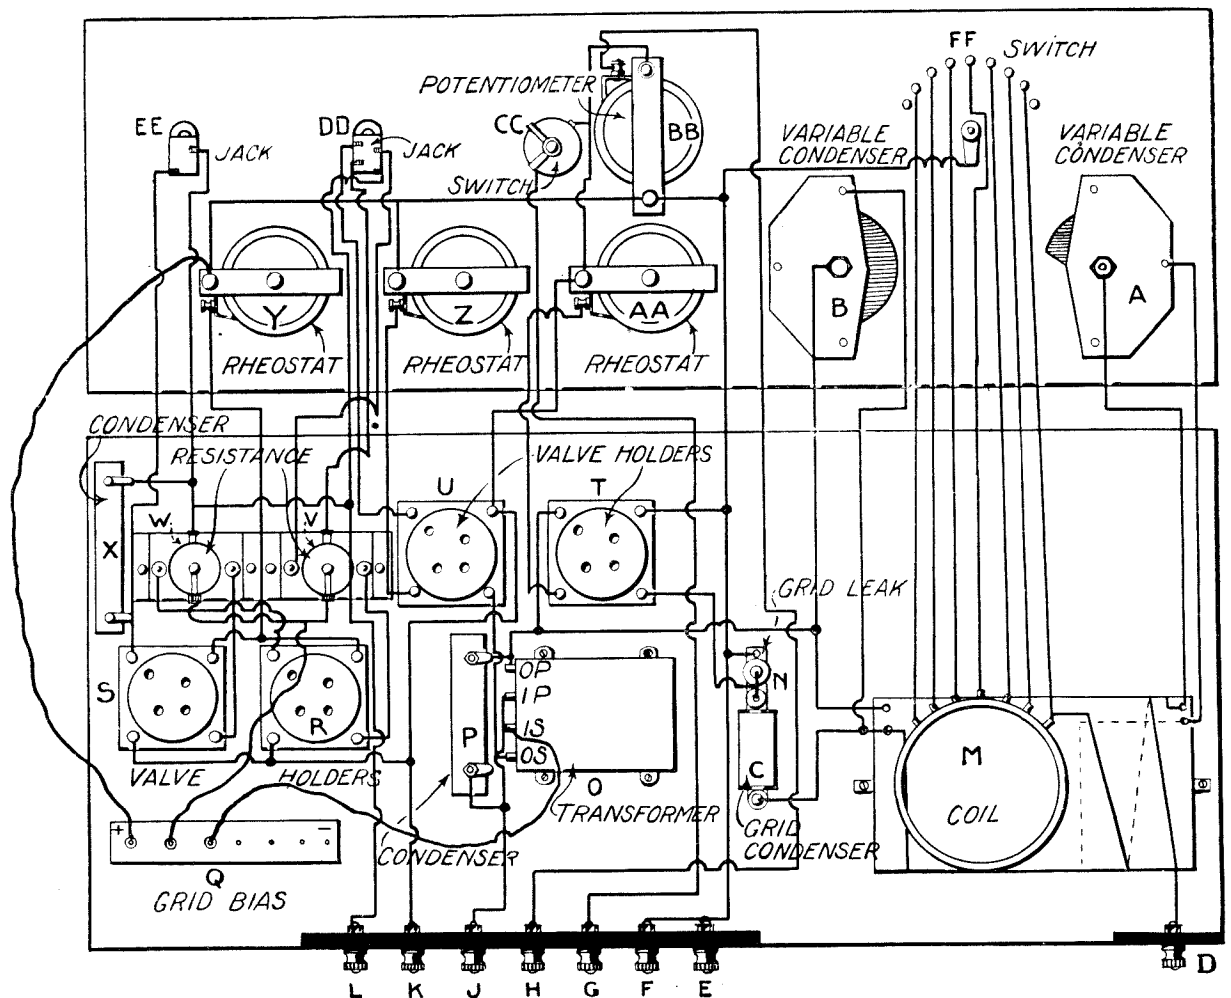 FF
SWITCH
POTENTIOMETER
EE
JACK
DD
JACK
CC
SWITCH
BB
VARIABLE
CONDENSER
VARIABLE
CONDENSER
Y
Z
AA
B
A
RHEOSTAT
RHEOSTAT
RHEOSTAT
CONDENSER
RESISTANCE
VALVE HOLDERS
U
T
W
V
X
GRID LEAK
S
R
P
OP
IP
IS
OS
N
C
M
COIL
VALVE
HOLDERS
O
TRANSFORMER
+
-
CONDENSER
GRID
CONDENSER
Q
GRID BIAS
L
K
J
H
G
F
E
D